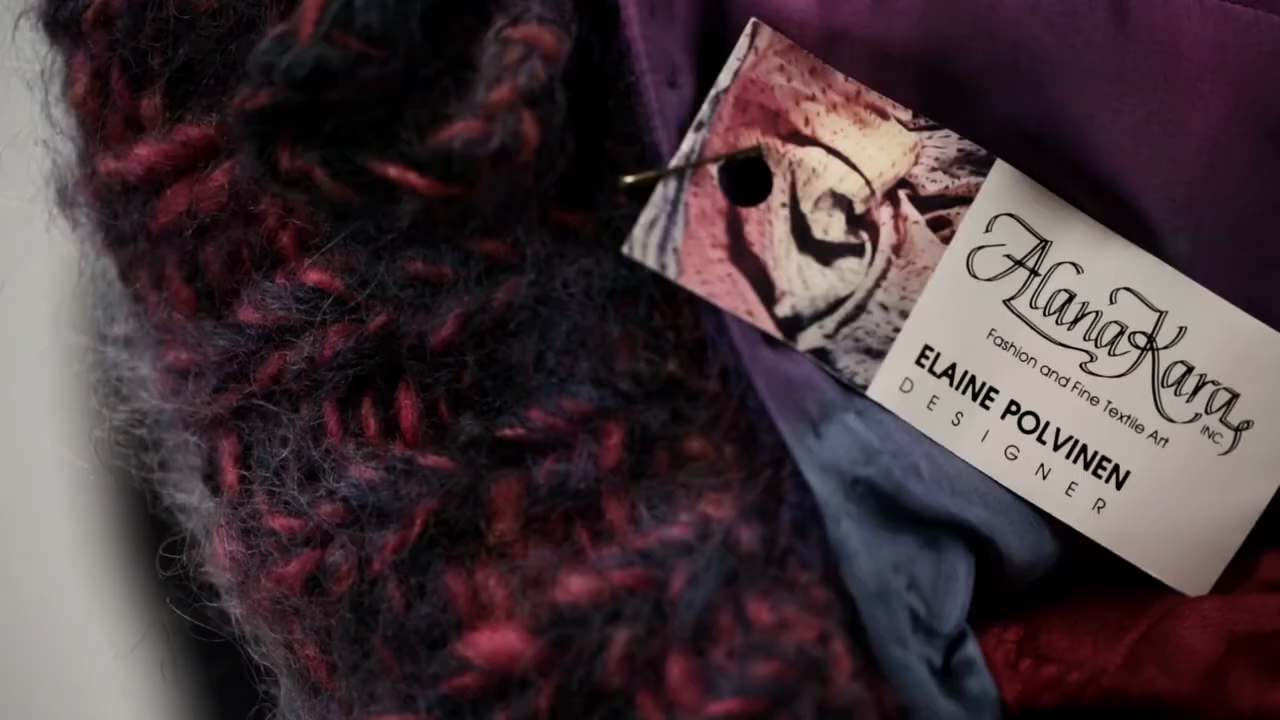 AlanaKara
INC.
Fashion and Fine Textile Art
ELAINE POLVINEN
DESIGNER